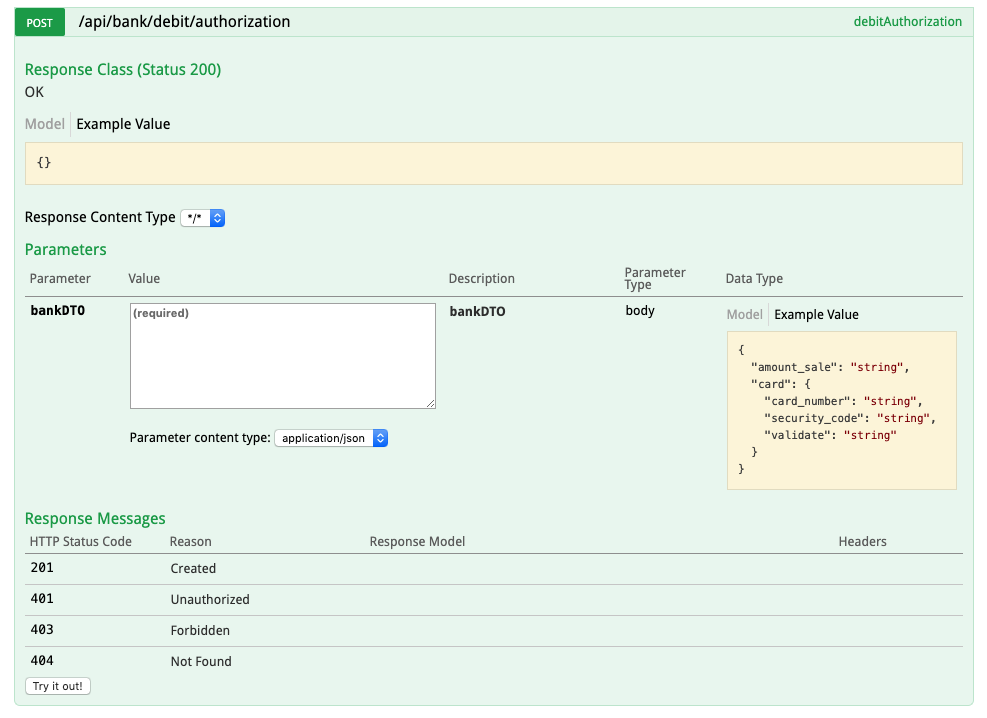 POST /api/bank/debit/authorization debitAuthorization
Response Class (Status 200)
OK
Model Example Value
{}
Response Content Type */*
Parameters
Parameter Value Description Parameter Type Data Type
bankDTO (required) bankDTO body Model Example Value
{
"amount_sale": "string",
"card": {
"card_number": "string",
"security_code": "string",
"validate": "string"
}
}
Parameter content type: application/json
Response Messages
HTTP Status Code Reason Response Model Headers
201 Created
401 Unauthorized
403 Forbidden
404 Not Found
Try it out!